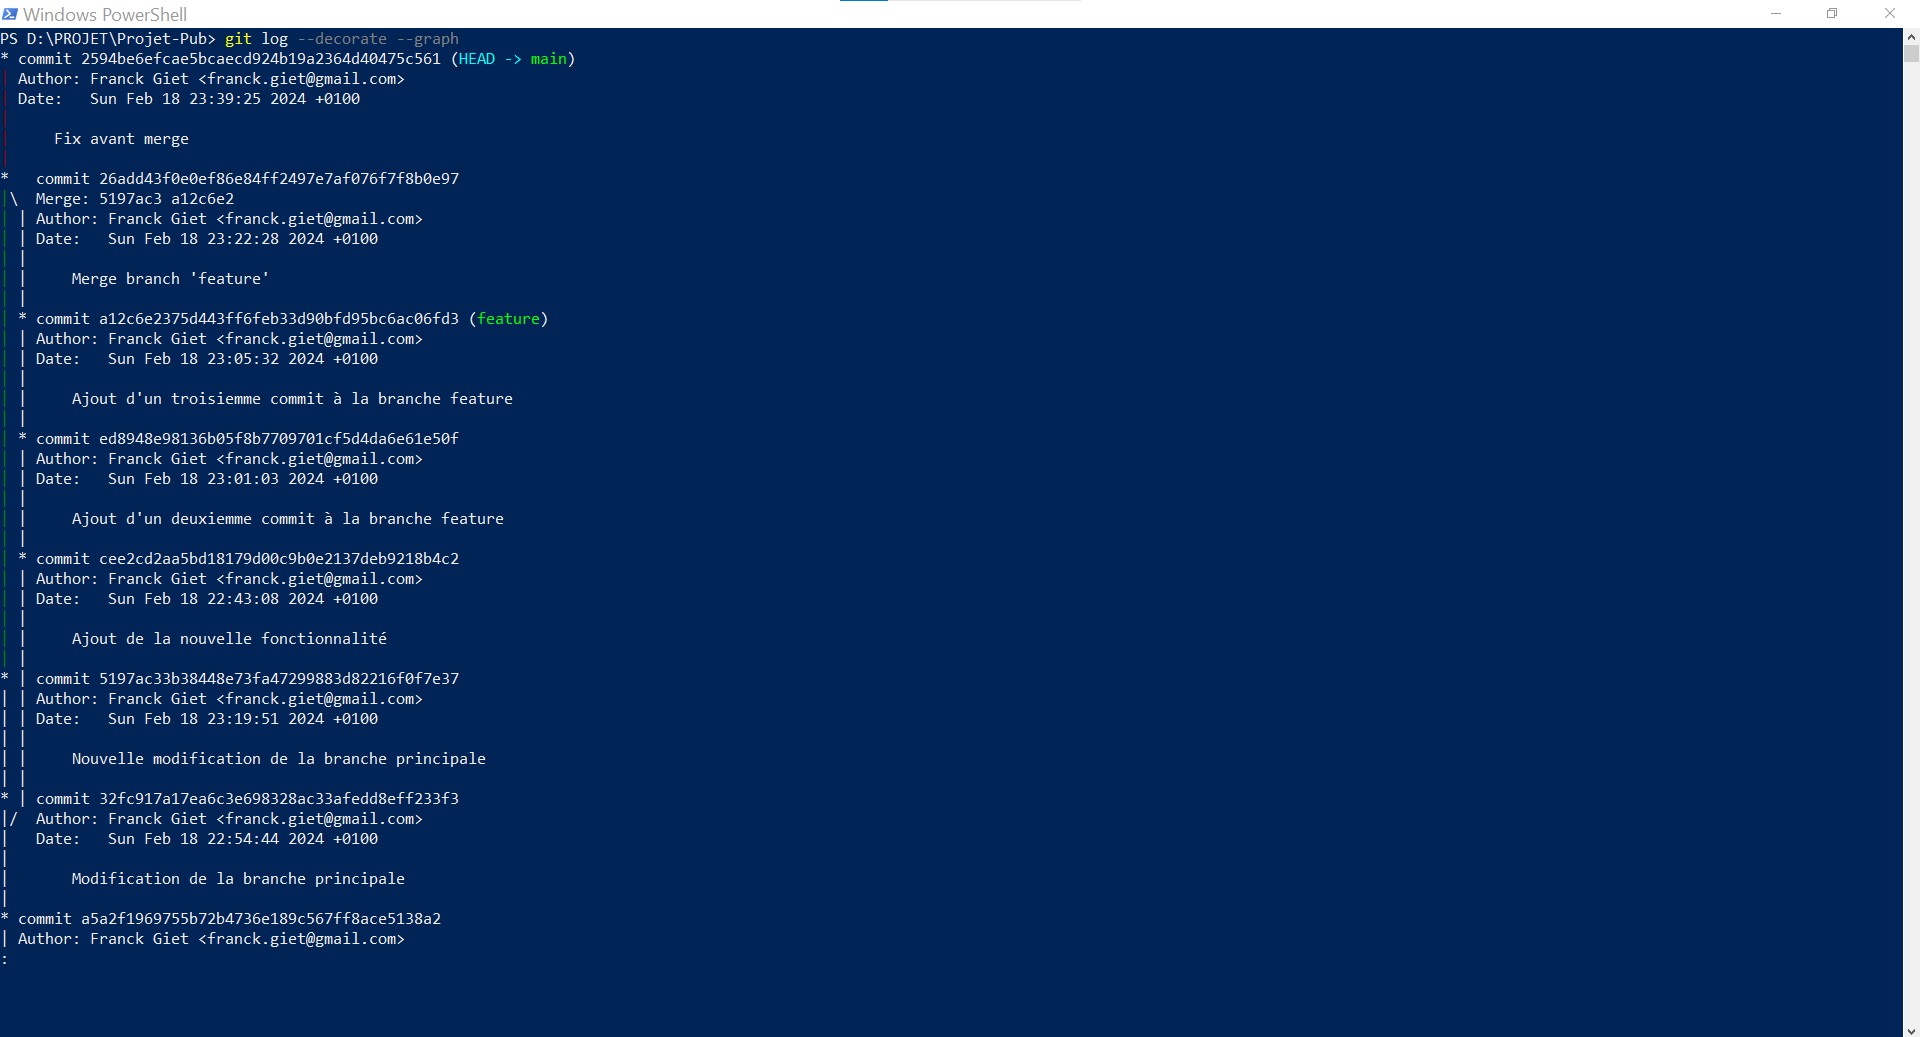 Windows PowerShell
PS D:\PROJET\Projet-Pub> git log --decorate --graph
* commit 2594be6efcae5bcaecd924b19a2364d40475c561 (HEAD -> main)
| Author: Franck Giet <franck.giet@gmail.com>
| Date:   Sun Feb 18 23:39:25 2024 +0100
|
|     Fix avant merge
|
*   commit 26add43f0e0ef86e84ff2497e7af076f7f8b0e97
|\  Merge: 5197ac3 a12c6e2
| | Author: Franck Giet <franck.giet@gmail.com>
| | Date:   Sun Feb 18 23:22:28 2024 +0100
| |
| |     Merge branch 'feature'
| |
| * commit a12c6e2375d443ff6feb33d90bfd95bc6ac06fd3 (feature)
| | Author: Franck Giet <franck.giet@gmail.com>
| | Date:   Sun Feb 18 23:05:32 2024 +0100
| |
| |     Ajout d'un troisiemme commit à la branche feature
| |
| * commit ed8948e98136b05f8b7709701cf5d4da6e61e50f
| | Author: Franck Giet <franck.giet@gmail.com>
| | Date:   Sun Feb 18 23:01:03 2024 +0100
| |
| |     Ajout d'un deuxiemme commit à la branche feature
| |
| * commit cee2cd2aa5bd18179d00c9b0e2137deb9218b4c2
| | Author: Franck Giet <franck.giet@gmail.com>
| | Date:   Sun Feb 18 22:43:08 2024 +0100
| |
| |     Ajout de la nouvelle fonctionnalité
| |
* | commit 5197ac33b38448e73fa47299883d82216f0f7e37
| | Author: Franck Giet <franck.giet@gmail.com>
| | Date:   Sun Feb 18 23:19:51 2024 +0100
| |
| |     Nouvelle modification de la branche principale
| |
* | commit 32fc917a17ea6c3e698328ac33afedd8eff233f3
|/  Author: Franck Giet <franck.giet@gmail.com>
|   Date:   Sun Feb 18 22:54:44 2024 +0100
|
|       Modification de la branche principale
|
* commit a5a2f1969755b72b4736e189c567ff8ace5138a2
| Author: Franck Giet <franck.giet@gmail.com>
: